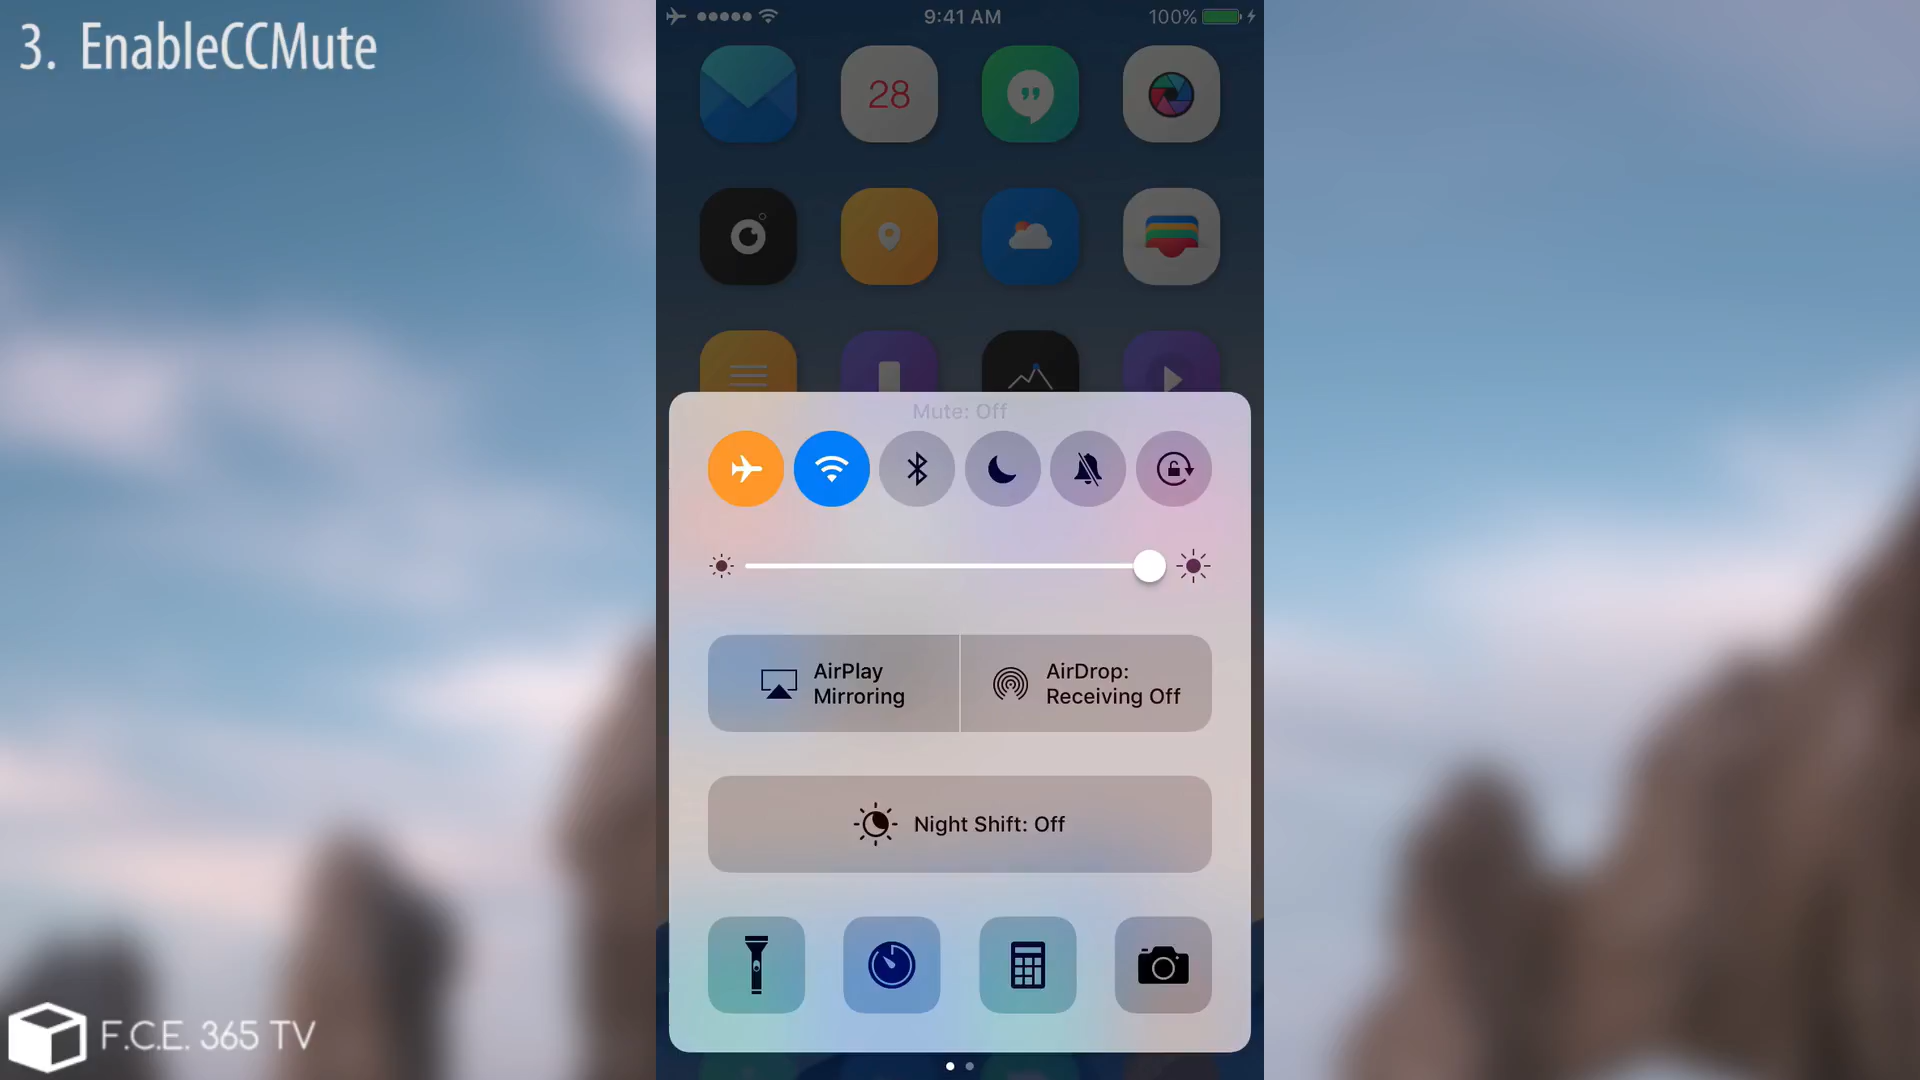 3. EnableCCMute
9:41 AM
100%
28
Mute: Off
AirPlay
Mirroring
AirDrop:
Receiving Off
Night Shift: Off
F.C.E. 365 TV